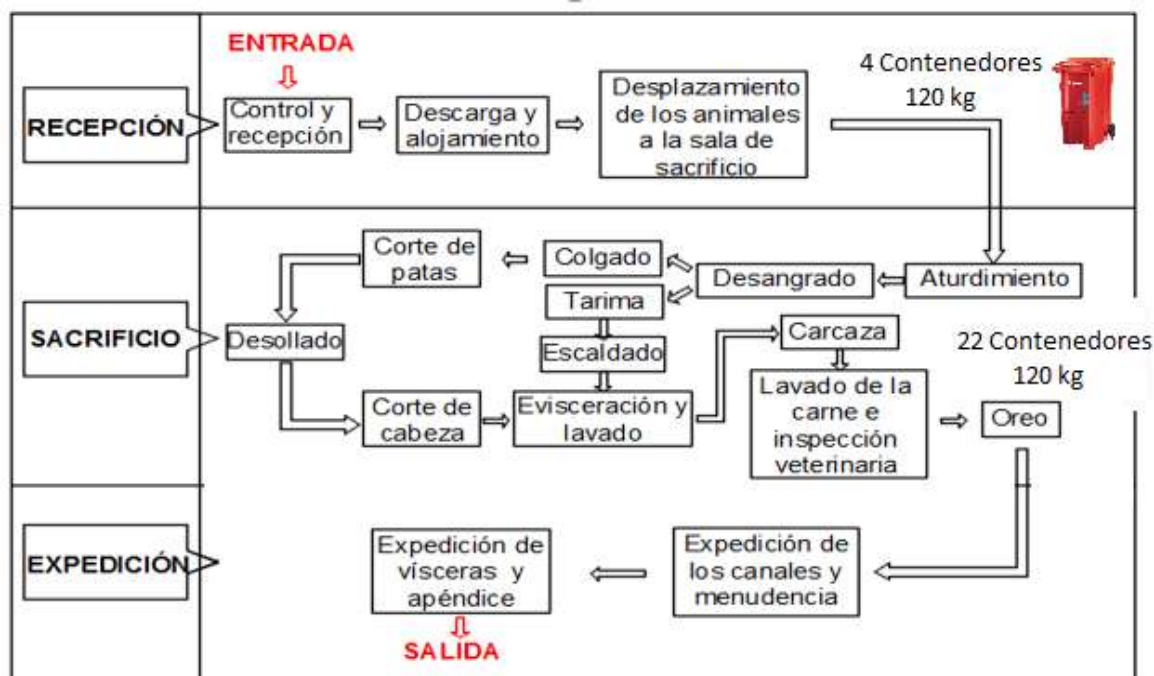 ENTRADA
RECEPCIÓN
Control y
recepción
Descarga y
alojamiento
Desplazamiento
de los animales
a la sala de
sacrificio
4 Contenedores
120 kg
SACRIFICIO
Aturdimiento
Desangrado
Colgado
Corte de
patas
Desollado
Corte de
cabeza
Tarima
Escaldado
Evisceración y
lavado
Carcaza
Lavado de la
carne e
inspección
veterinaria
22 Contenedores
120 kg
Oreo
EXPEDICIÓN
Expedición de
los canales y
menudencia
Expedición de
vísceras y
apéndice
SALIDA